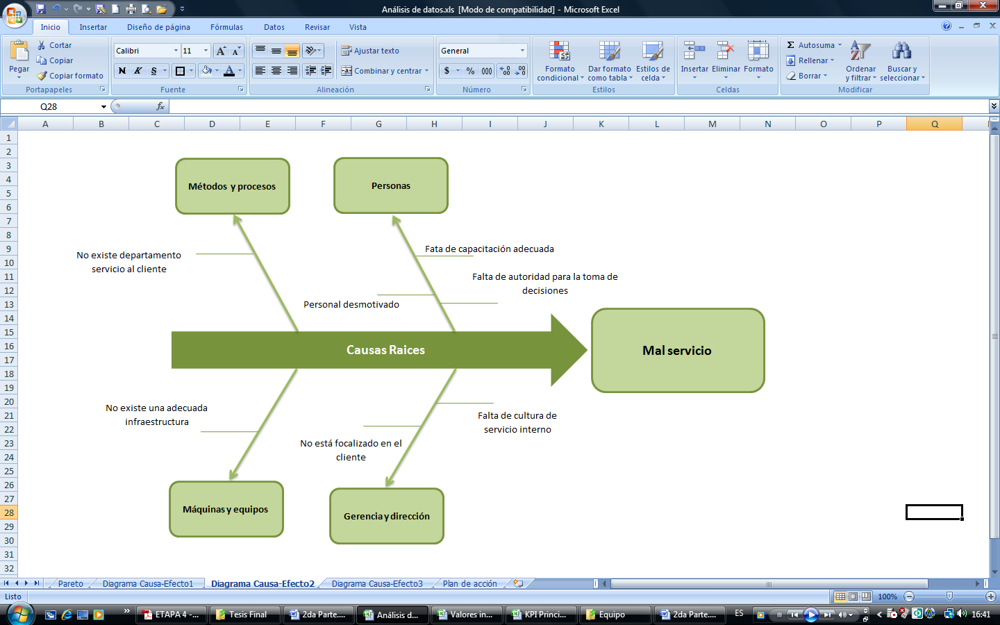 Análisis de datos.xls [Modo de compatibilidad] - Microsoft Excel
Inicio Insertar Diseño de página Fórmulas Datos Revisar Vista
Pegar
Cortar
Copiar
Copiar formato
Portapapeles
Calibri 11
N K S
Fuente
Ajustar texto
Combinar y centrar
Alineación
General
$ % 000
Número
Formato condicional
Dar formato como tabla
Estilos de celda
Estilos
Insertar Eliminar Formato
Celdas
Autosuma
Rellenar
Borrar
Ordenar y filtrar
Buscar y seleccionar
Modificar
Q28
fx
A B C D E F G H I J K L M N O P Q
1
2
3
4
5
6
7
8
9
10
11
12
13
14
15
16
17
18
19
20
21
22
23
24
25
26
27
28
29
30
31
32
Métodos y procesos
Personas
No existe departamento
servicio al cliente
Fata de capacitación adecuada
Falta de autoridad para la toma de
decisiones
Personal desmotivado
Causas Raices
Mal servicio
No existe una adecuada
infraestructura
Falta de cultura de
servicio interno
No está focalizado en el
cliente
Máquinas y equipos
Gerencia y dirección
Pareto Diagrama Causa-Efecto1 Diagrama Causa-Efecto2 Diagrama Causa-Efecto3 Plan de acción
Listo
100%
ETAPA 4 -... Tesis Final 2da Parte.... Análisis d... Valores in... KPI Princi... Equipo 2da Parte.... ES 16:41